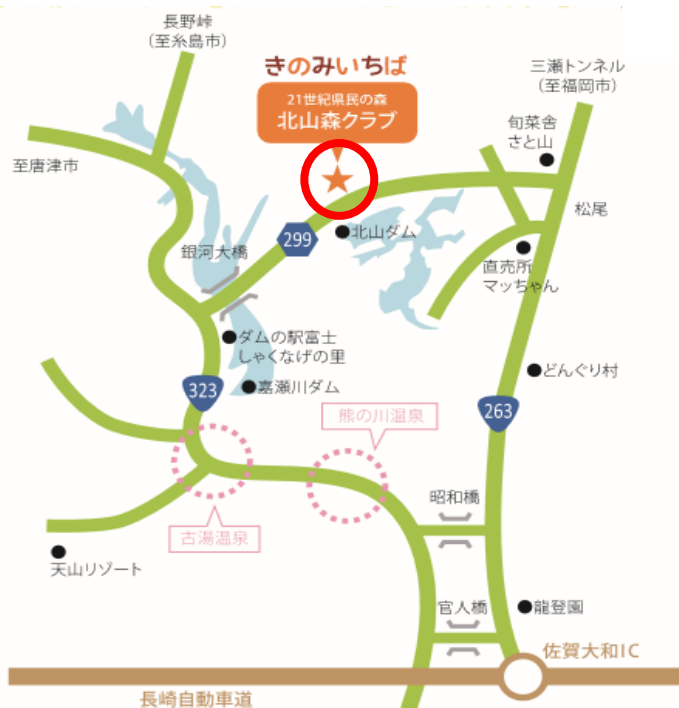 長野峠
(至糸島市)
きのみいちば
21世紀県民の森
北山森クラブ
三瀬トンネル
(至福岡市)
旬菜舎
さと山
至唐津市
松尾
299
北山ダム
銀河大橋
直売所
マッちゃん
ダムの駅富士
しゃくなげの里
どんぐり村
323
嘉瀬川ダム
263
熊の川温泉
昭和橋
古湯温泉
天山リゾート
官人橋
龍登園
佐賀大和IC
長崎自動車道